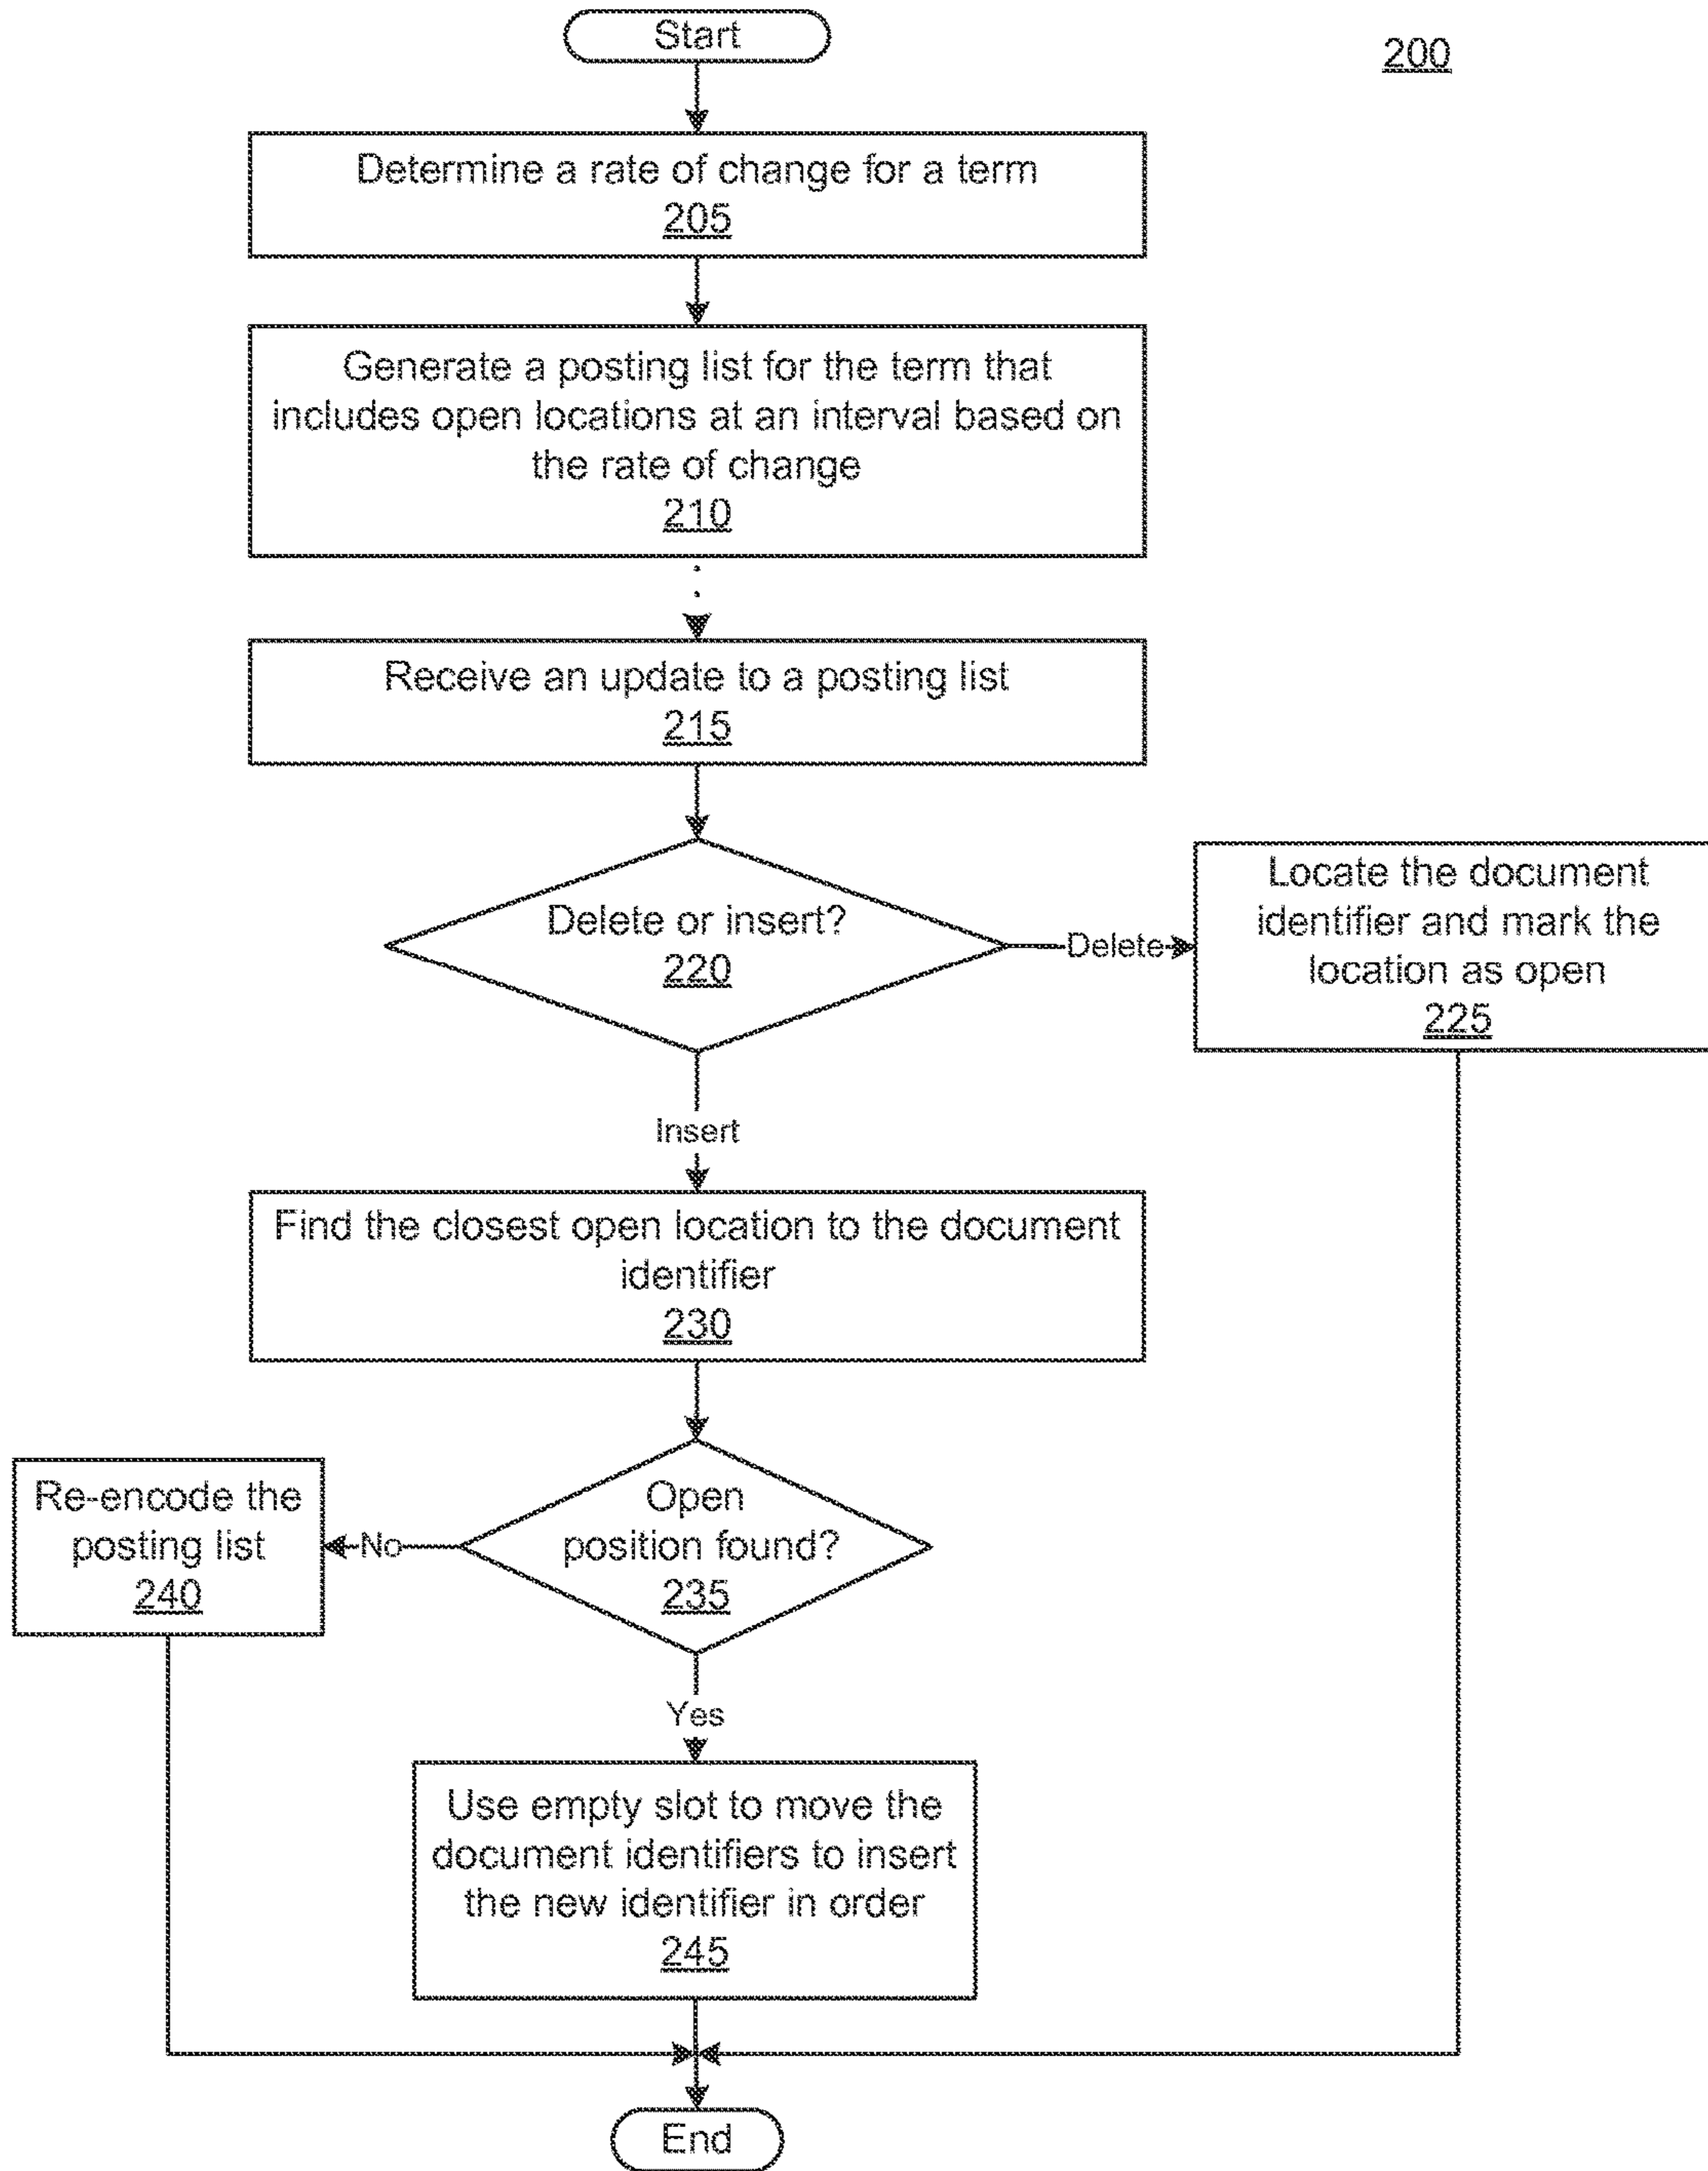 Start
200
Determine a rate of change for a term
205
Generate a posting list for the term that
includes open locations at an interval based on
the rate of change
210
Receive an update to a posting list
215
Delete or insert?
220
Delete
Locate the document
identifier and mark the
location as open
225
Insert
Find the closest open location to the document
identifier
230
Open
position found?
235
No
Re-encode the
posting list
240
Yes
Use empty slot to move the
document identifiers to insert
the new identifier in order
245
End